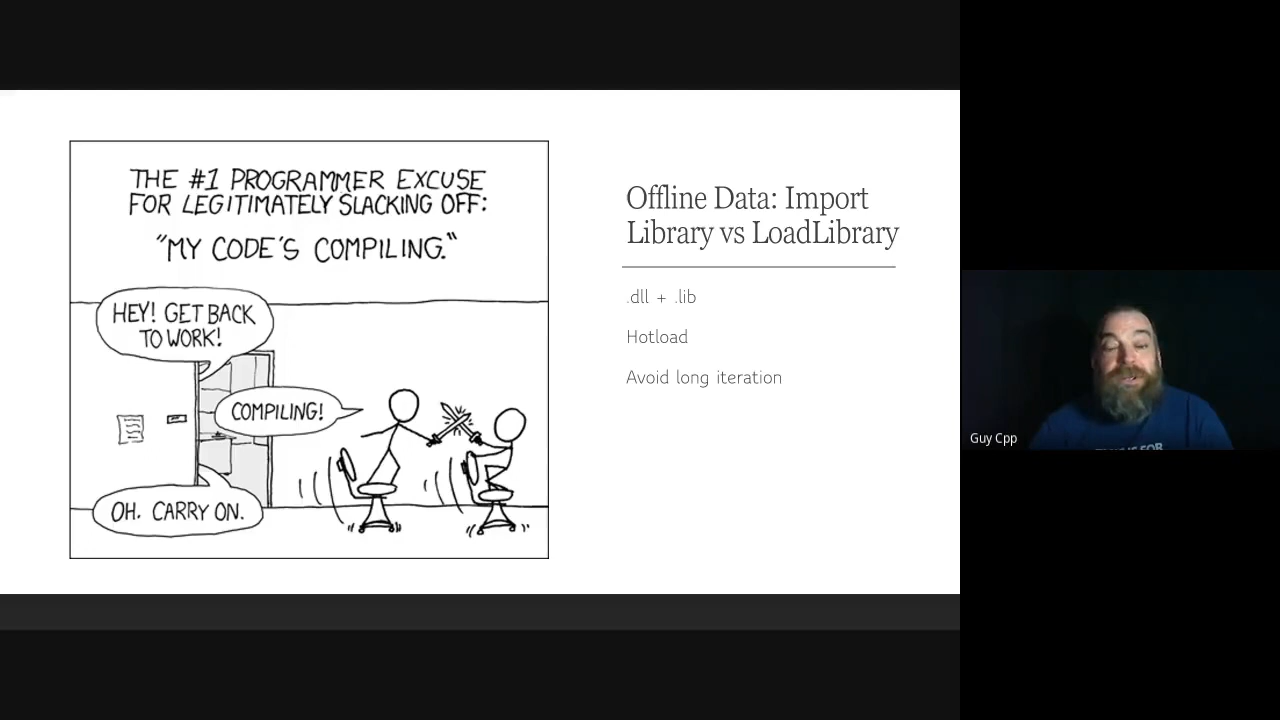 THE #1 PROGRAMMER EXCUSE
FOR LEGITIMATELY SLACKING OFF:
"MY CODE'S COMPILING."
HEY! GET BACK
TO WORK!
COMPILING!
OH. CARRY ON.
Offline Data: Import
Library vs LoadLibrary
.dll + .lib
Hotload
Avoid long iteration
Guy Cpp